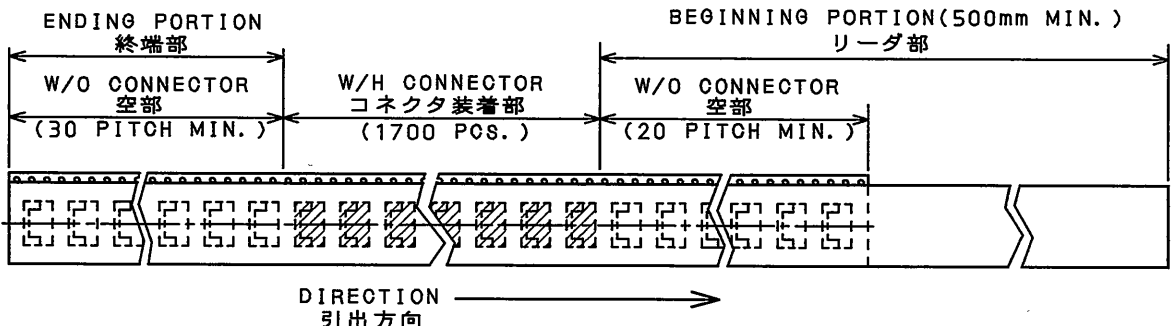 ENDING PORTION
終端部
BEGINNING PORTION(500mm MIN.)
リーダ部
W/O CONNECTOR
空部
(30 PITCH MIN.)
W/H CONNECTOR
コネクタ装着部
(1700 PCS.)
W/O CONNECTOR
空部
(20 PITCH MIN.)
DIRECTION
引出方向